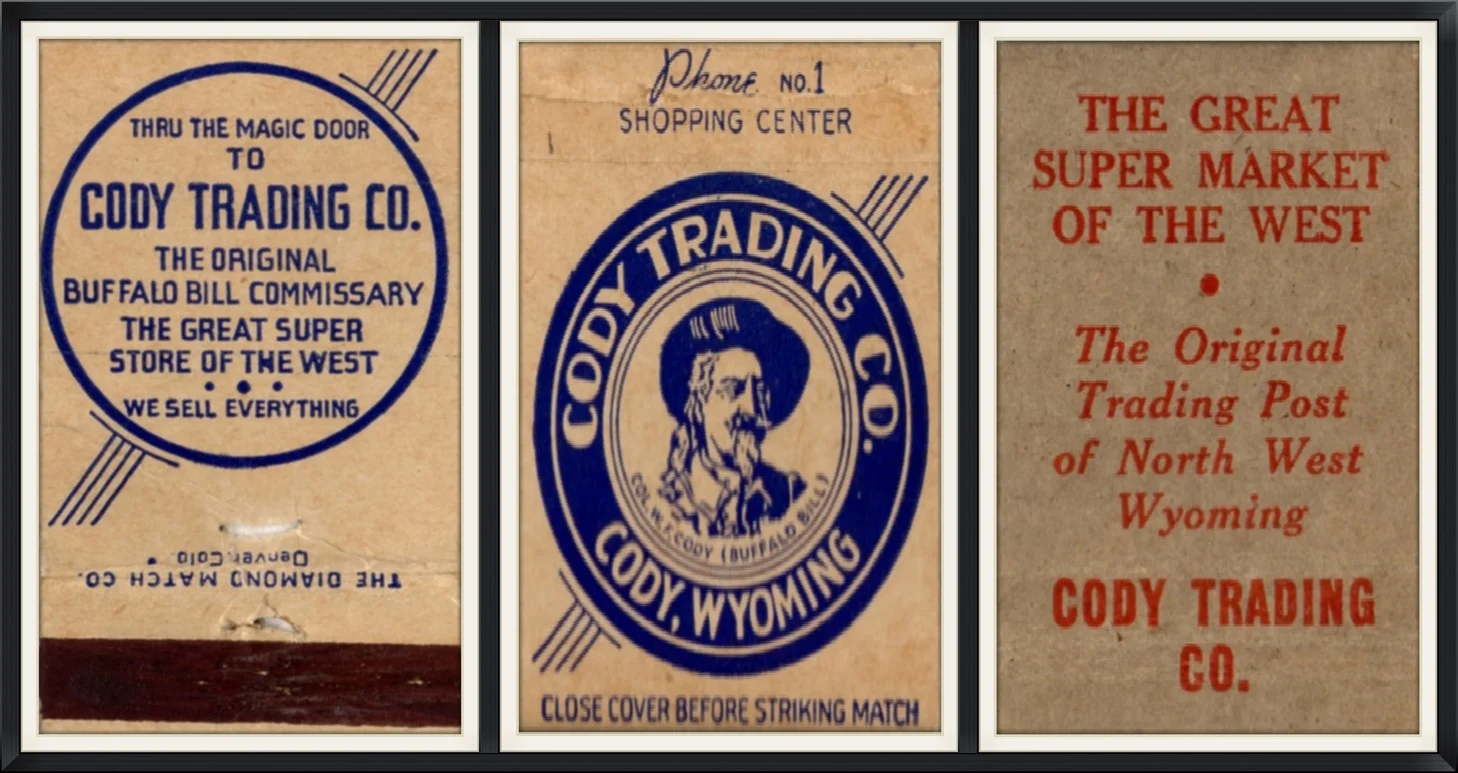 THRU THE MAGIC DOOR
TO
CODY TRADING CO.
THE ORIGINAL
BUFFALO BILL COMMISSARY
THE GREAT SUPER
STORE OF THE WEST
• • •
WE SELL EVERYTHING
THE DIAMOND MATCH CO.
Denver, Colo.
Phone NO. 1
SHOPPING CENTER
CODY TRADING CO.
COL. W. F. CODY (BUFFALO BILL)
CODY, WYOMING
CLOSE COVER BEFORE STRIKING MATCH
THE GREAT
SUPER MARKET
OF THE WEST
•
The Original
Trading Post
of North West
Wyoming
CODY TRADING
CO.